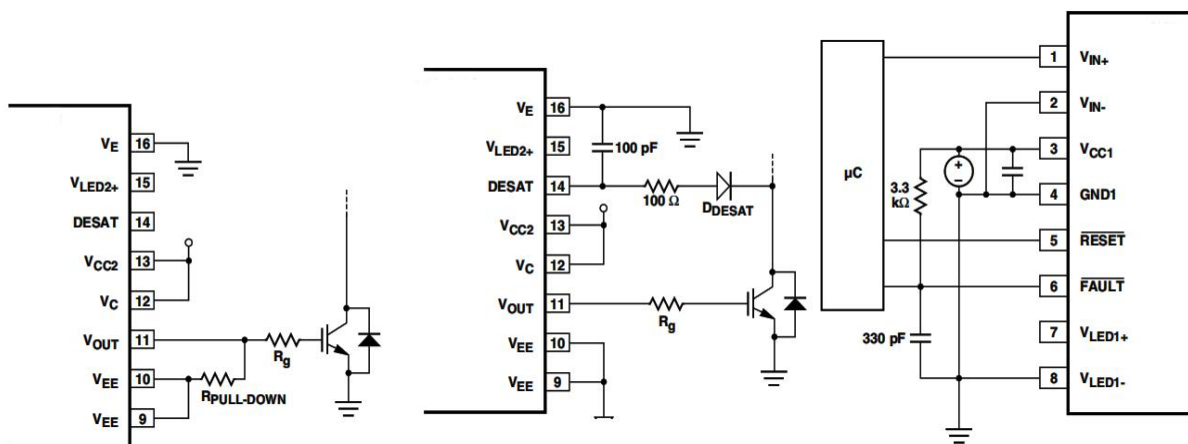 VE 16
VLED2+ 15
DESAT 14
VCC2 13
VC 12
VOUT 11
Rg
VEE 10
RPULL-DOWN
VEE 9
VE 16
VLED2+ 15
100 pF
DESAT 14
100 Ω
DDESAT
VCC2 13
VC 12
VOUT 11
Rg
VEE 10
VEE 9
µC
3.3
kΩ
+
−
330 pF
1 VIN+
2 VIN-
3 VCC1
4 GND1
5 RESET
6 FAULT
7 VLED1+
8 VLED1-